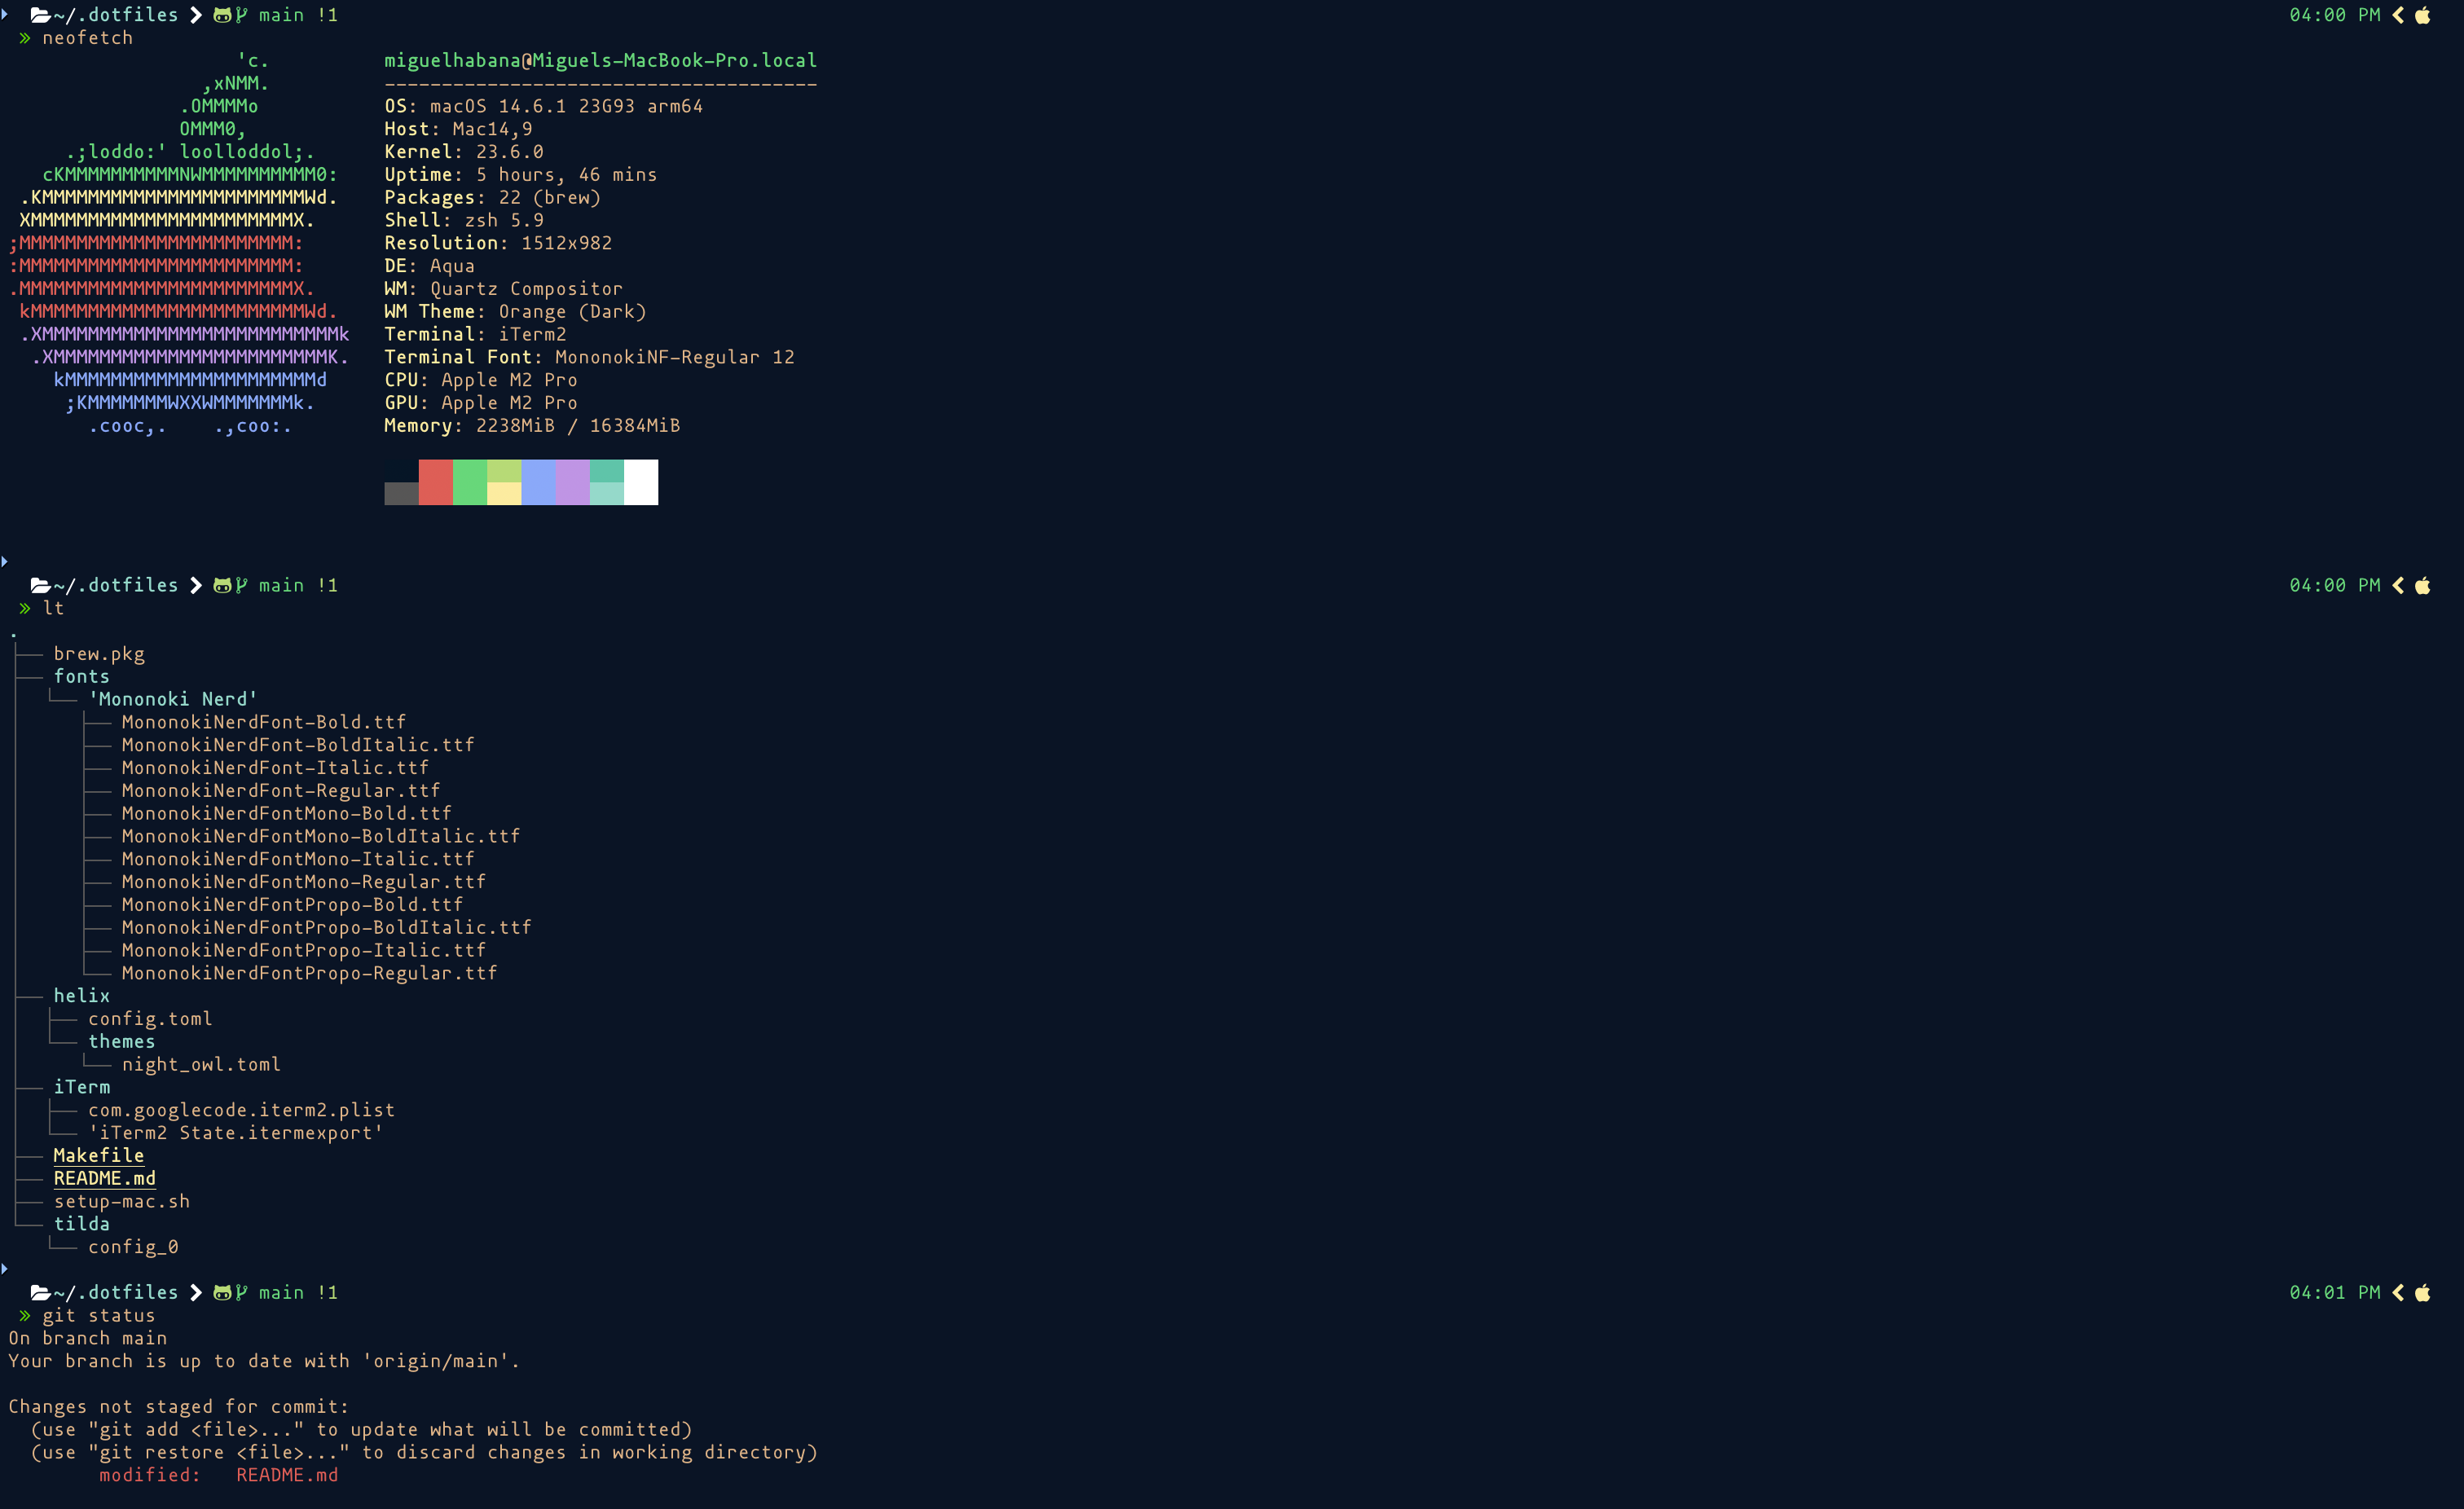 ~/.dotfiles main !1 04:00 PM
» neofetch
'c. miguelhabana@Miguels-MacBook-Pro.local
,xNMM. --------------------------------------
.OMMMMo OS: macOS 14.6.1 23G93 arm64
OMMM0, Host: Mac14,9
.;loddo:' loolloddol;. Kernel: 23.6.0
cKMMMMMMMMMMNWMMMMMMMMMM0: Uptime: 5 hours, 46 mins
.KMMMMMMMMMMMMMMMMMMMMMMMWd. Packages: 22 (brew)
XMMMMMMMMMMMMMMMMMMMMMMMX. Shell: zsh 5.9
;MMMMMMMMMMMMMMMMMMMMMMMM: Resolution: 1512x982
:MMMMMMMMMMMMMMMMMMMMMMMM: DE: Aqua
.MMMMMMMMMMMMMMMMMMMMMMMMX. WM: Quartz Compositor
kMMMMMMMMMMMMMMMMMMMMMMMMWd. WM Theme: Orange (Dark)
.XMMMMMMMMMMMMMMMMMMMMMMMMMMk Terminal: iTerm2
.XMMMMMMMMMMMMMMMMMMMMMMMMK. Terminal Font: MononokiNF-Regular 12
kMMMMMMMMMMMMMMMMMMMMMMd CPU: Apple M2 Pro
;KMMMMMMMWXXWMMMMMMMk. GPU: Apple M2 Pro
.cooc,. .,coo:. Memory: 2238MiB / 16384MiB
~/.dotfiles main !1 04:00 PM
» lt
.
├── brew.pkg
├── fonts
└── 'Mononoki Nerd'
├── MononokiNerdFont-Bold.ttf
├── MononokiNerdFont-BoldItalic.ttf
├── MononokiNerdFont-Italic.ttf
├── MononokiNerdFont-Regular.ttf
├── MononokiNerdFontMono-Bold.ttf
├── MononokiNerdFontMono-BoldItalic.ttf
├── MononokiNerdFontMono-Italic.ttf
├── MononokiNerdFontMono-Regular.ttf
├── MononokiNerdFontPropo-Bold.ttf
├── MononokiNerdFontPropo-BoldItalic.ttf
├── MononokiNerdFontPropo-Italic.ttf
└── MononokiNerdFontPropo-Regular.ttf
├── helix
├── config.toml
└── themes
└── night_owl.toml
├── iTerm
├── com.googlecode.iterm2.plist
└── 'iTerm2 State.itermexport'
├── Makefile
├── README.md
├── setup-mac.sh
└── tilda
└── config_0
~/.dotfiles main !1 04:01 PM
» git status
On branch main
Your branch is up to date with 'origin/main'.
Changes not staged for commit:
(use "git add <file>..." to update what will be committed)
(use "git restore <file>..." to discard changes in working directory)
modified: README.md